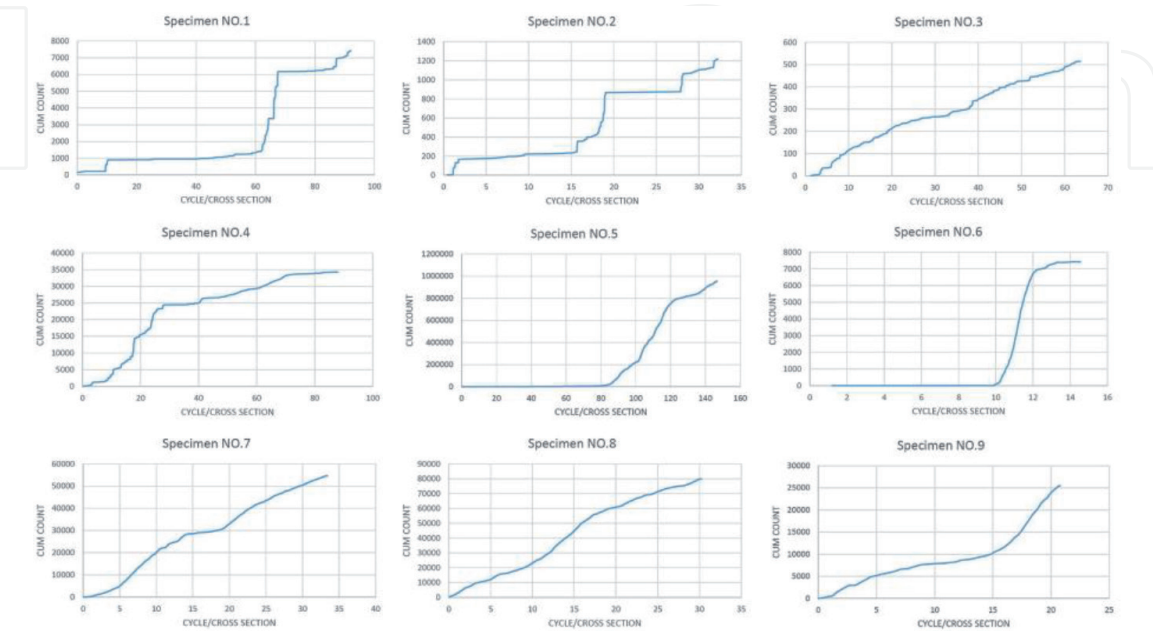 Specimen NO.1
CUM COUNT
8000
7000
6000
5000
4000
3000
2000
1000
0
0 20 40 60 80 100
CYCLE/CROSS SECTION
Specimen NO.2
CUM COUNT
1400
1200
1000
800
600
400
200
0
0 5 10 15 20 25 30 35
CYCLE/CROSS SECTION
Specimen NO.3
CUM COUNT
600
500
400
300
200
100
0
0 10 20 30 40 50 60 70
CYCLE/CROSS SECTION
Specimen NO.4
CUM COUNT
40000
35000
30000
25000
20000
15000
10000
5000
0
0 20 40 60 80 100
CYCLE/CROSS SECTION
Specimen NO.5
CUM COUNT
1200000
1000000
800000
600000
400000
200000
0
0 20 40 60 80 100 120 140 160
CYCLE/CROSS SECTION
Specimen NO.6
CUM COUNT
8000
7000
6000
5000
4000
3000
2000
1000
0
0 2 4 6 8 10 12 14 16
CYCLE/CROSS SECTION
Specimen NO.7
CUM COUNT
60000
50000
40000
30000
20000
10000
0
0 5 10 15 20 25 30 35 40
CYCLE/CROSS SECTION
Specimen NO.8
CUM COUNT
90000
80000
70000
60000
50000
40000
30000
20000
10000
0
0 5 10 15 20 25 30 35
CYCLE/CROSS SECTION
Specimen NO.9
CUM COUNT
30000
25000
20000
15000
10000
5000
0
0 5 10 15 20 25
CYCLE/CROSS SECTION